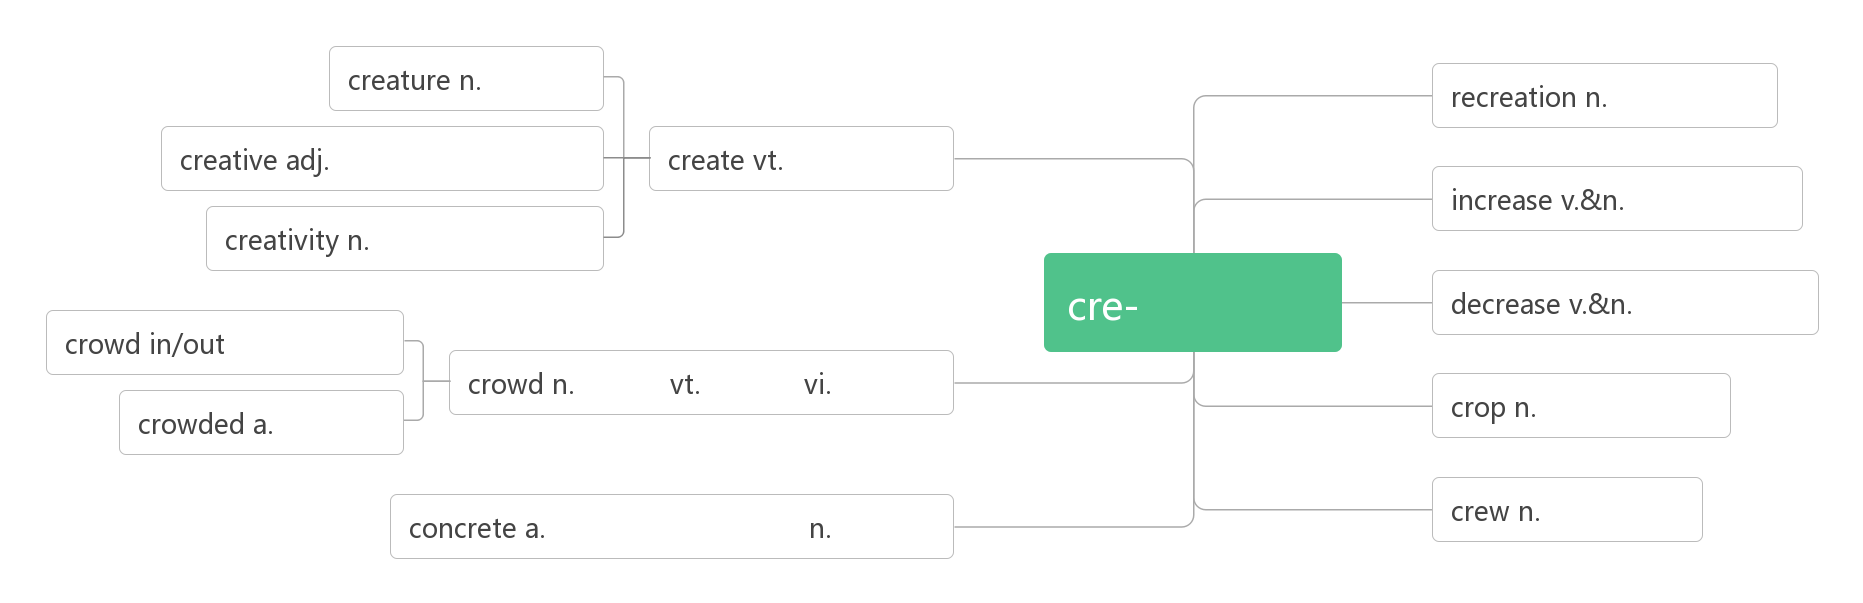 creature n.
creative adj.
creativity n.
create vt.
crowd in/out
crowded a.
crowd n. vt. vi.
concrete a. n.
cre-
recreation n.
increase v.&n.
decrease v.&n.
crop n.
crew n.